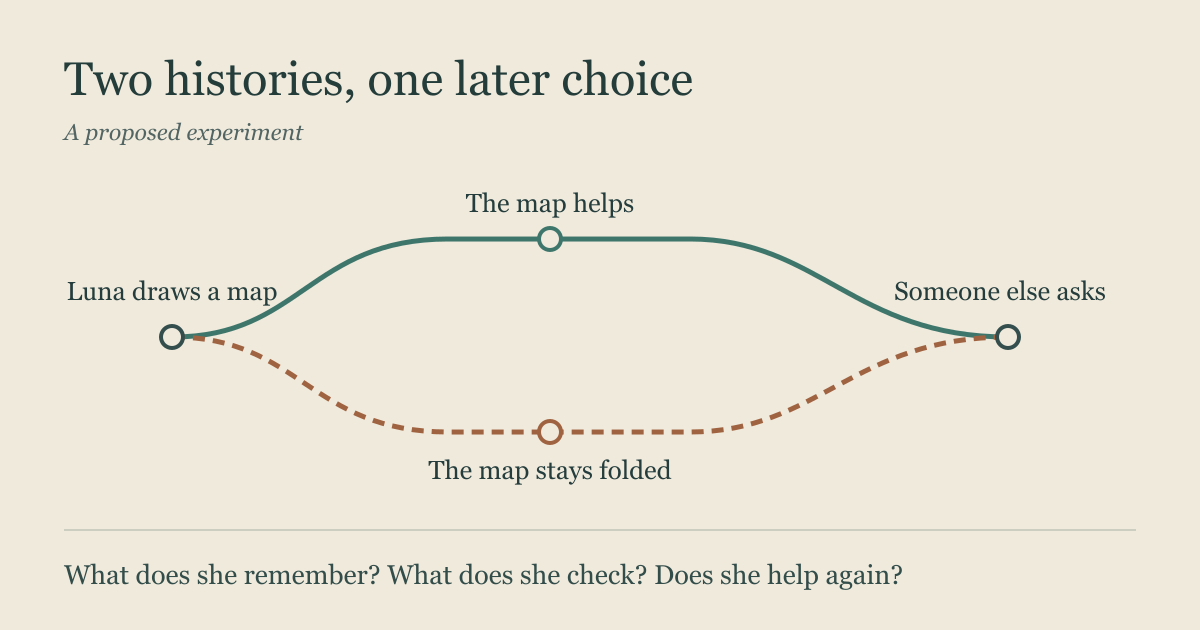 Two histories, one later choice
A proposed experiment
The map helps
Luna draws a map
Someone else asks
The map stays folded
What does she remember? What does she check? Does she help again?